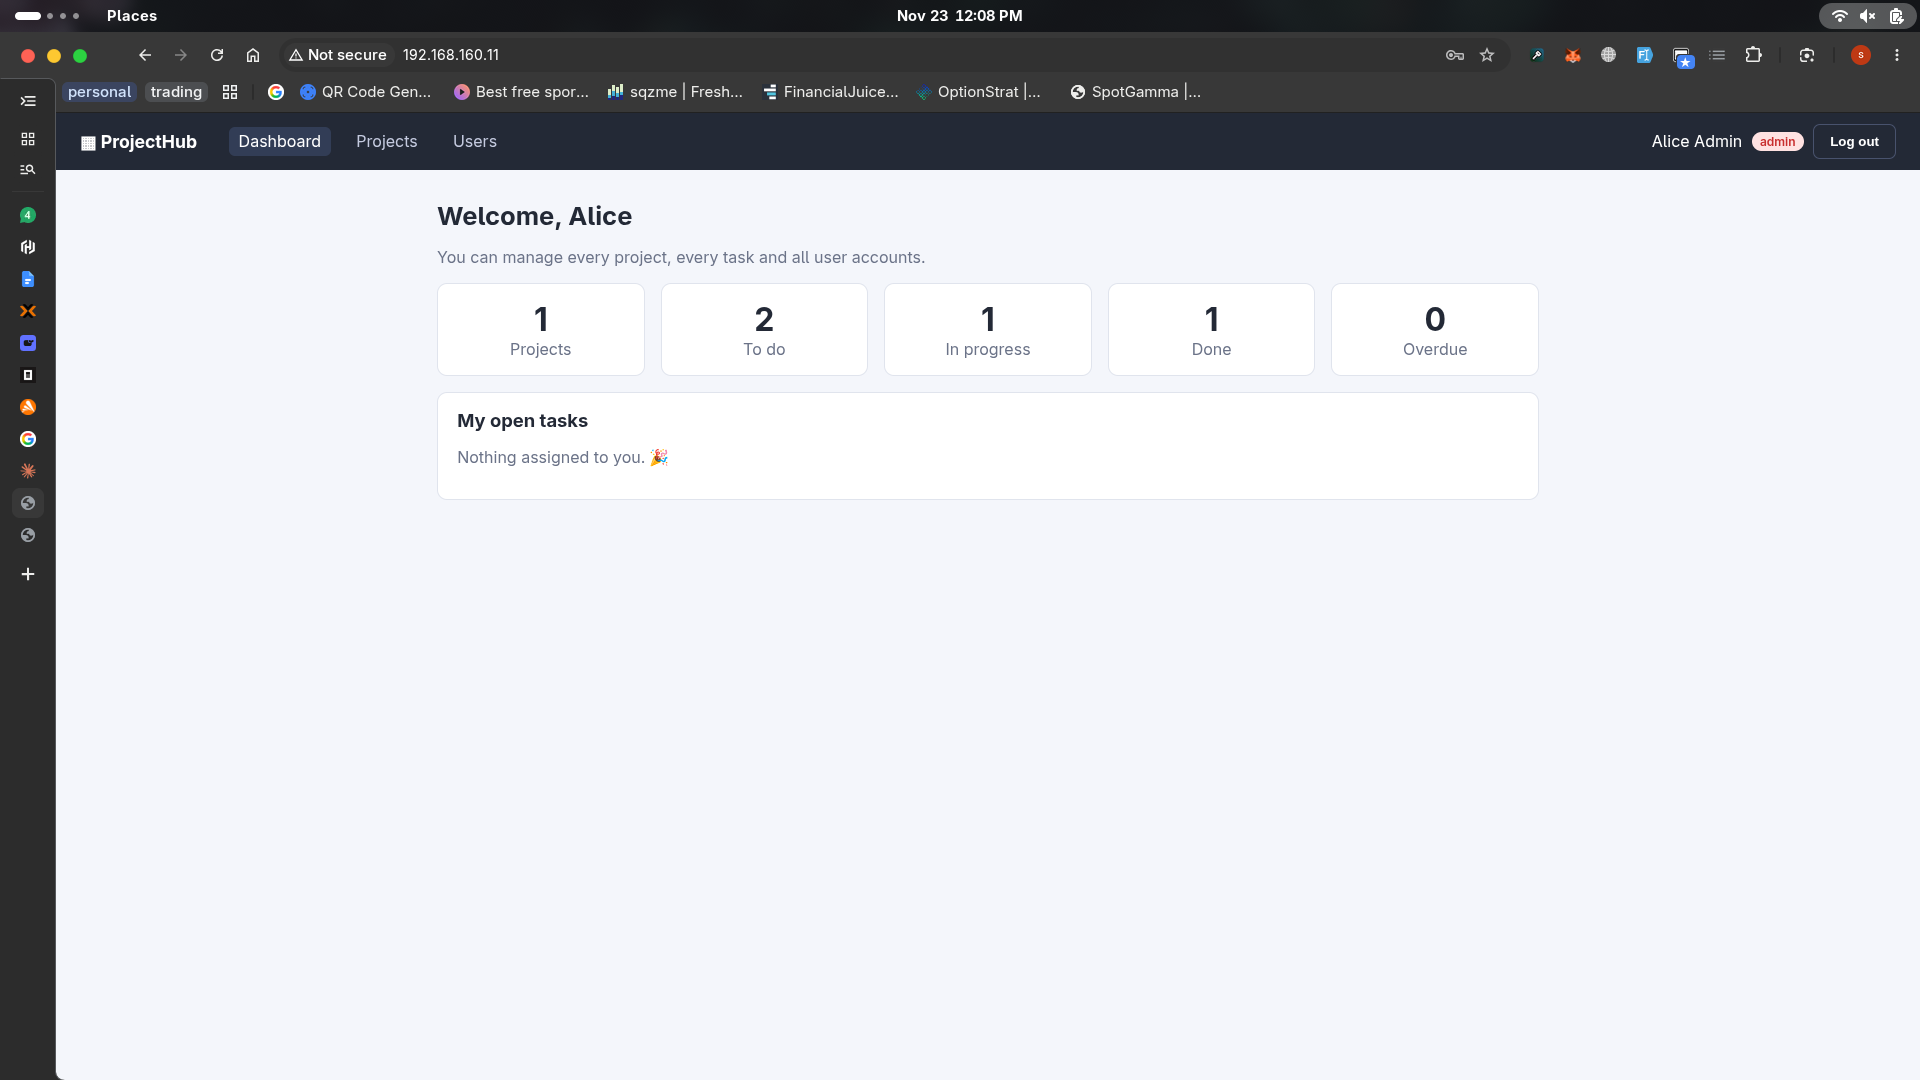 Places
Nov 23 12:08 PM
Not secure 192.168.160.11
personal trading QR Code Gen... Best free spor... sqzme | Fresh... FinancialJuice... OptionStrat |... SpotGamma |...
ProjectHub Dashboard Projects Users Alice Admin admin Log out
4
Welcome, Alice
You can manage every project, every task and all user accounts.
1 2 1 1 0
Projects To do In progress Done Overdue
My open tasks
Nothing assigned to you. 🎉